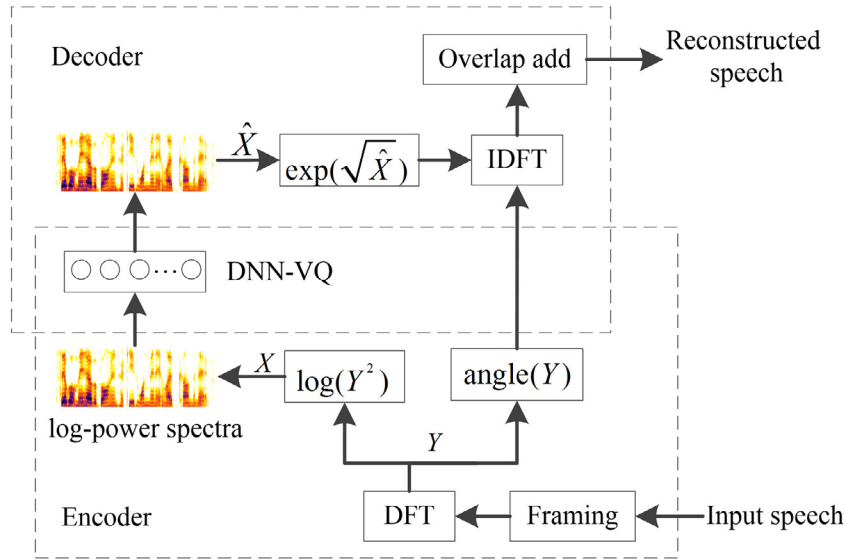 Decoder
Overlap add
Reconstructed
speech
X̂
exp(√X̂)
IDFT
DNN-VQ
X
log(Y²)
angle(Y)
log-power spectra
Y
Encoder
DFT
Framing
Input speech